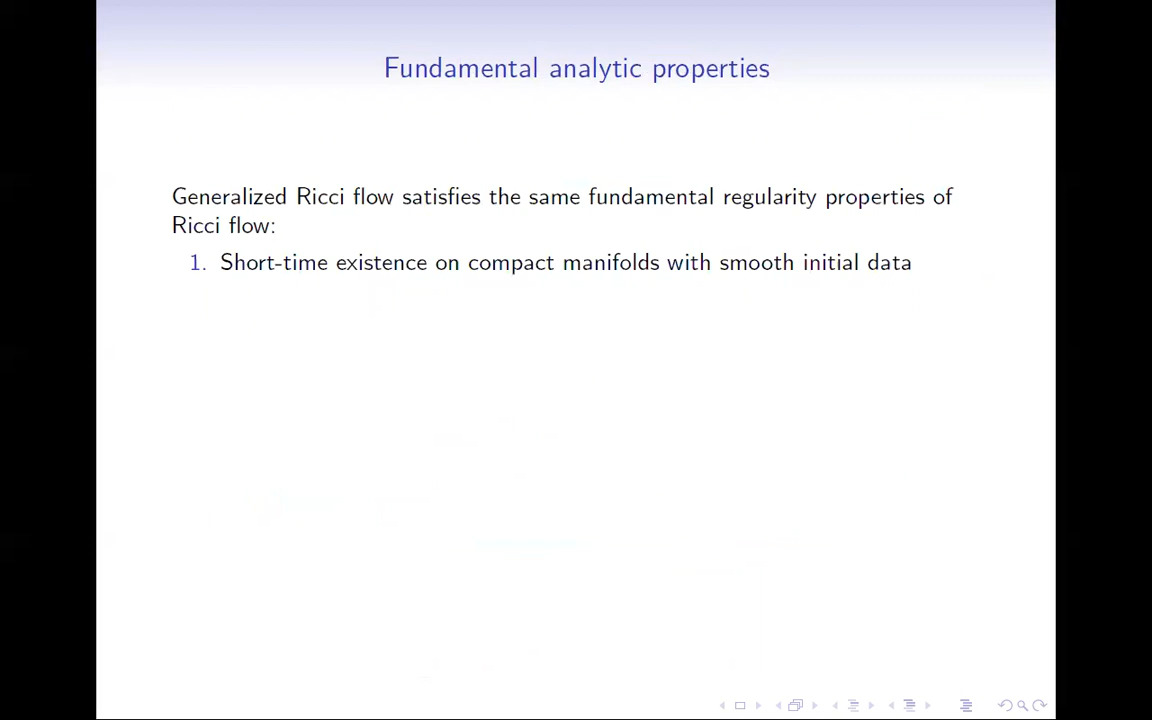 Fundamental analytic properties
Generalized Ricci flow satisfies the same fundamental regularity properties of
Ricci flow:
1. Short-time existence on compact manifolds with smooth initial data